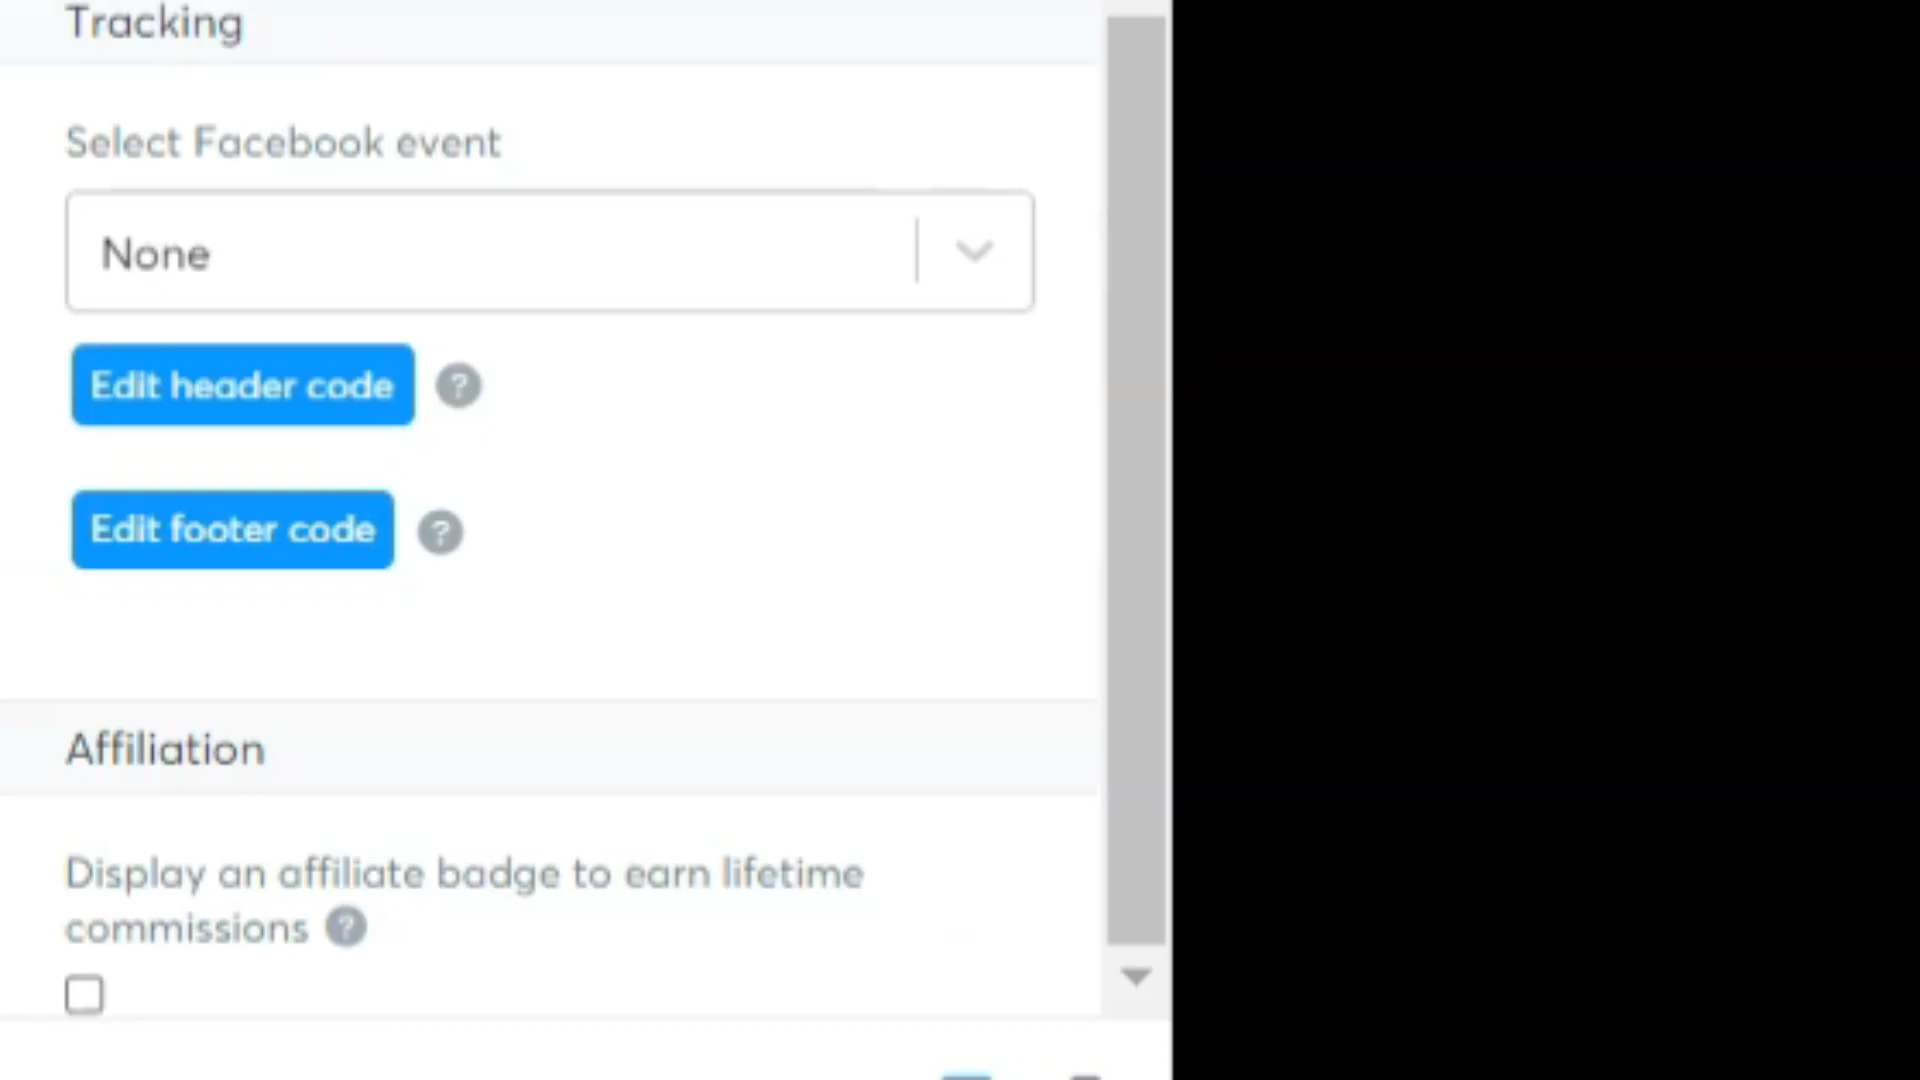 Tracking
Select Facebook event
None
Edit header code ?
Edit footer code ?
Affiliation
Display an affiliate badge to earn lifetime
commissions ?